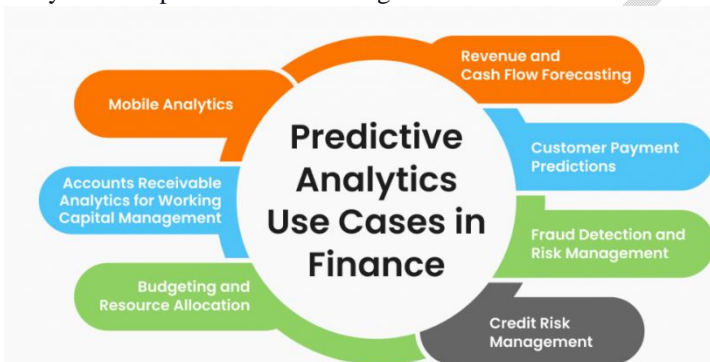 Predictive
Analytics
Use Cases in
Finance
Revenue and
Cash Flow Forecasting
Customer Payment
Predictions
Fraud Detection and
Risk Management
Credit Risk
Management
Budgeting and
Resource Allocation
Accounts Receivable
Analytics for Working
Capital Management
Mobile Analytics